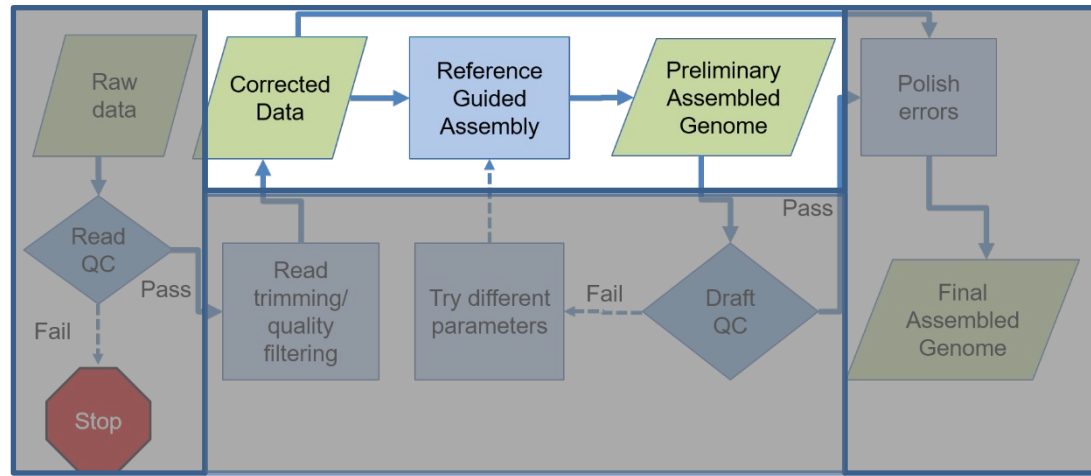 Raw
data
Corrected
Data
Reference
Guided
Assembly
Preliminary
Assembled
Genome
Polish
errors
Read
QC
Pass
Fail
Stop
Read
trimming/
quality
filtering
Try different
parameters
Fail
Draft
QC
Pass
Final
Assembled
Genome